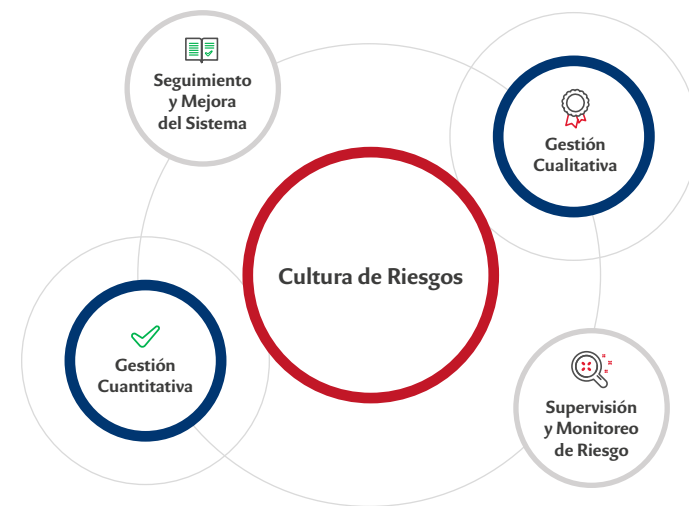 Seguimiento
y Mejora
del Sistema
Gestión
Cualitativa
Cultura de Riesgos
Gestión
Cuantitativa
Supervisión
y Monitoreo
de Riesgo